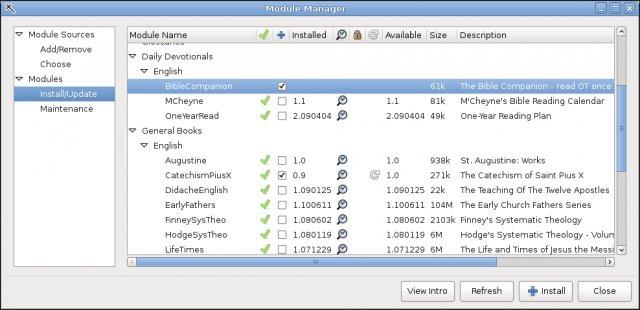 Module Manager
Module Sources
Add/Remove
Choose
Modules
Install/Update
Maintenance
Module Name Installed Available Size Description
Glossaries
Daily Devotionals
English
BibleCompanion 61k The Bible Companion - read OT once
MCheyne 1.1 1.1 81k M'Cheyne's Bible Reading Calendar
OneYearRead 2.090404 2.090404 49k One-Year Reading Plan
General Books
English
Augustine 1.0 1.0 938k St. Augustine: Works
CatechismPiusX 0.9 1.0 271k The Catechism of Saint Pius X
DidacheEnglish 1.090125 1.090125 22k The Teaching Of The Twelve Apostles
EarlyFathers 1.100611 1.100611 104M The Early Church Fathers Series
FinneySysTheo 1.080602 1.080602 2103k Finney's Systematic Theology
HodgeSysTheo 1.080119 1.080119 6M Hodge's Systematic Theology - Volum
LifeTimes 1.071229 1.071229 6M The Life and Times of Jesus the Messi
View Intro Refresh Install Close